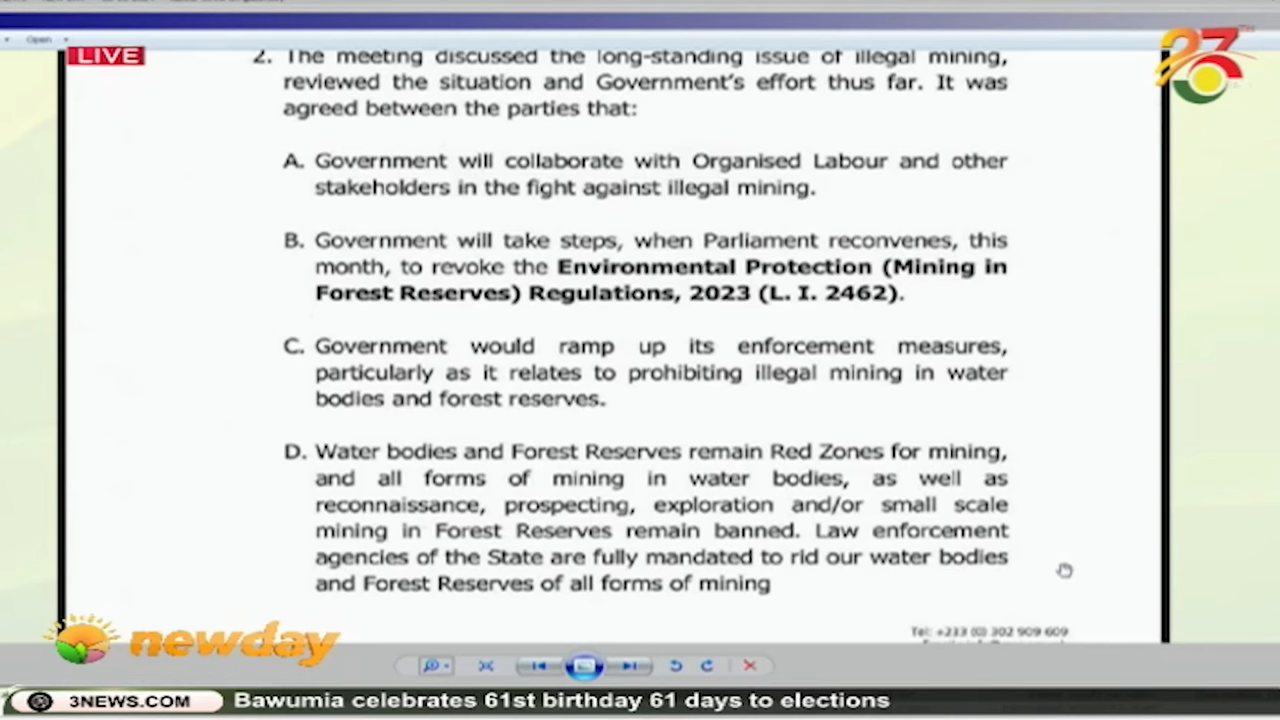 Open
LIVE
2. The meeting discussed the long-standing issue of illegal mining,
reviewed the situation and Government's effort thus far. It was
agreed between the parties that:
A. Government will collaborate with Organised Labour and other
stakeholders in the fight against illegal mining.
B. Government will take steps, when Parliament reconvenes, this
month, to revoke the Environmental Protection (Mining in
Forest Reserves) Regulations, 2023 (L. I. 2462).
C. Government would ramp up its enforcement measures,
particularly as it relates to prohibiting illegal mining in water
bodies and forest reserves.
D. Water bodies and Forest Reserves remain Red Zones for mining,
and all forms of mining in water bodies, as well as
reconnaissance, prospecting, exploration and/or small scale
mining in Forest Reserves remain banned. Law enforcement
agencies of the State are fully mandated to rid our water bodies
and Forest Reserves of all forms of mining
Tel: +233 (0) 302 909 609
newday
3NEWS.COM
Bawumia celebrates 61st birthday 61 days to elections